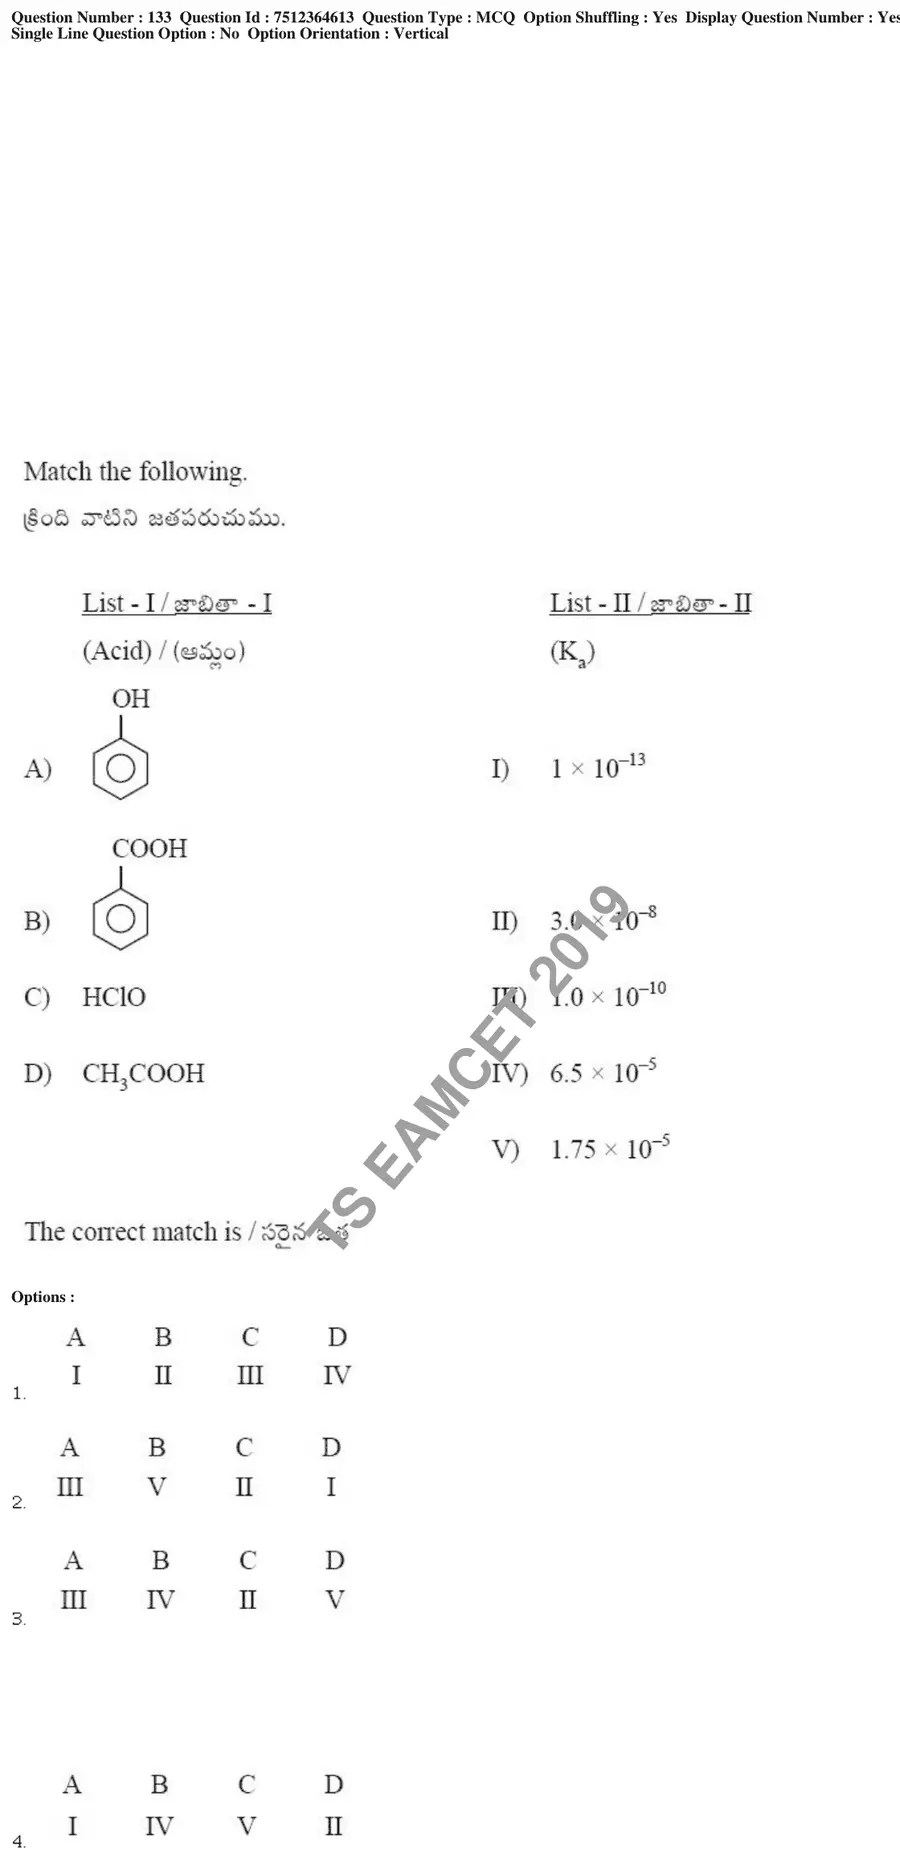 Question Number : 133 Question Id : 7512364613 Question Type : MCQ Option Shuffling : Yes Display Question Number : Yes
Single Line Question Option : No Option Orientation : Vertical
Match the following.
క్రింది వాటిని జతపరుచుము.
List - I / జాబితా - I List - II / జాబితా - II
(Acid) / (ఆమ్లం) (Kₐ)
OH
A) I) 1 × 10⁻¹³
COOH
B) II) 3.0 × 10⁻⁸
C) HClO III) 1.0 × 10⁻¹⁰
D) CH₃COOH IV) 6.5 × 10⁻⁵
V) 1.75 × 10⁻⁵
TS EAMCET 2019
The correct match is / సరైన జత
Options :
A B C D
I II III IV
1.
A B C D
III V II I
2.
A B C D
III IV II V
3.
A B C D
I IV V II
4.